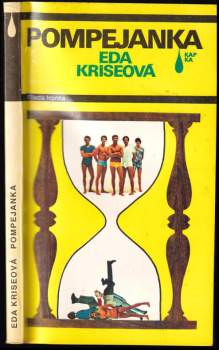 POMPEJANKA
EDA
KRISEOVÁ
KAP
KA
Mladá fronta
EDA KRISEOVÁ POMPEJANKA